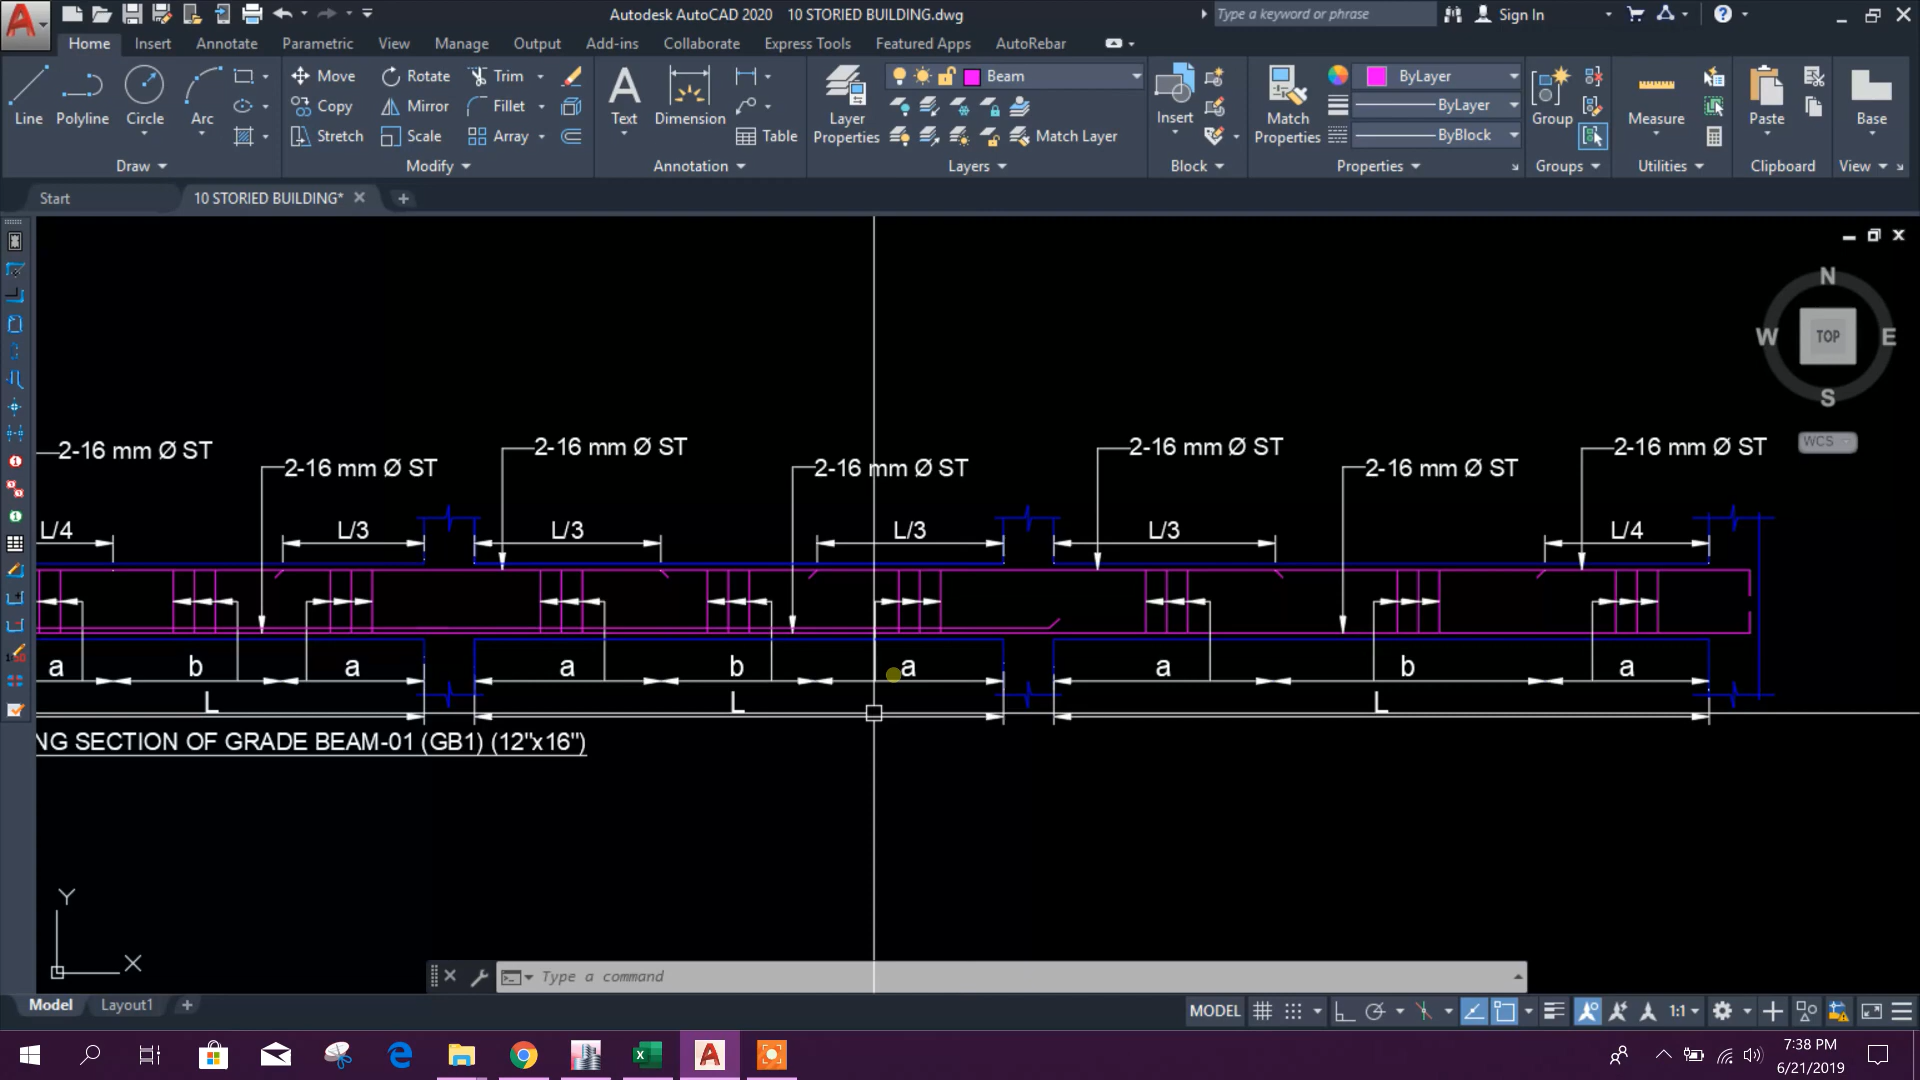 Autodesk AutoCAD 2020 10 STORIED BUILDING.dwg
Type a keyword or phrase
Sign In
Home Insert Annotate Parametric View Manage Output Add-ins Collaborate Express Tools Featured Apps AutoRebar
Line Polyline Circle Arc
Move Rotate Trim
Copy Mirror Fillet
Stretch Scale Array
Text Dimension
Table
Layer Properties
Beam
Match Layer
Insert
Match Properties
ByLayer
ByLayer
ByBlock
Group
Measure
Paste
Base
Draw Modify Annotation Layers Block Properties Groups Utilities Clipboard View
Start 10 STORIED BUILDING*
N
W TOP E
S
WCS
2-16 mm Ø ST 2-16 mm Ø ST 2-16 mm Ø ST 2-16 mm Ø ST
2-16 mm Ø ST 2-16 mm Ø ST 2-16 mm Ø ST
L/4 L/3 L/3 L/3 L/3 L/4
a b a a b a a b a
L L L
NG SECTION OF GRADE BEAM-01 (GB1) (12"x16")
Y
X
Type a command
Model Layout1
MODEL
1:1
7:38 PM
6/21/2019